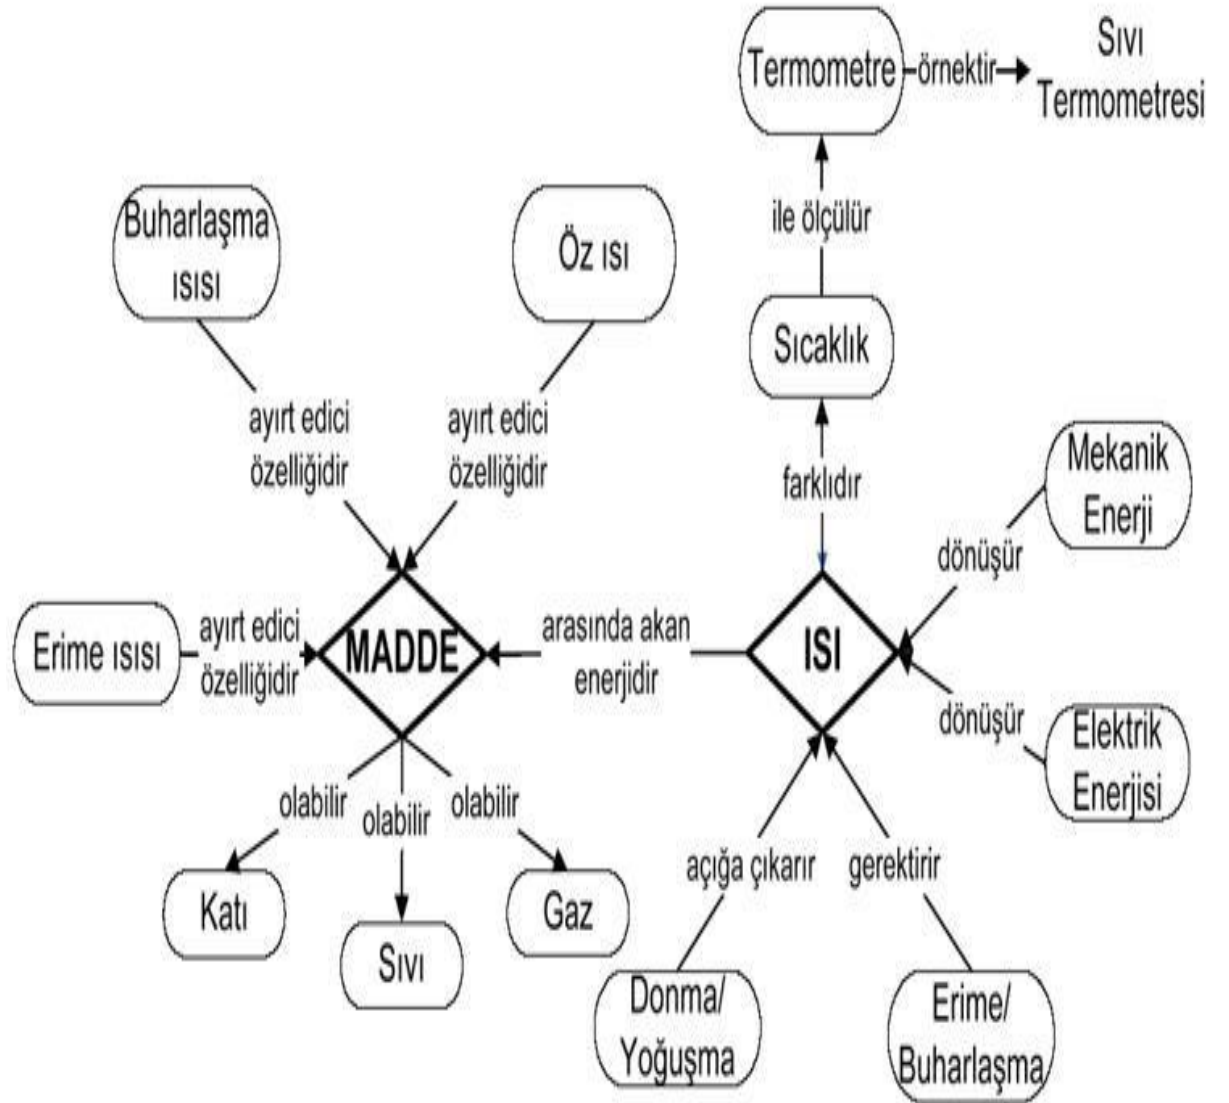 Termometre
örnektir
Sıvı
Termometresi
ile ölçülür
Buharlaşma
ısısı
Öz ısı
Sıcaklık
ayırt edici
özelliğidir
ayırt edici
özelliğidir
farklıdır
Mekanik
Enerji
dönüşür
Erime ısısı
ayırt edici
özelliğidir
MADDE
arasında akan
enerjidir
ISI
dönüşür
Elektrik
Enerjisi
olabilir
olabilir
olabilir
açığa çıkarır
gerektirir
Katı
Sıvı
Gaz
Donma/
Yoğuşma
Erime/
Buharlaşma